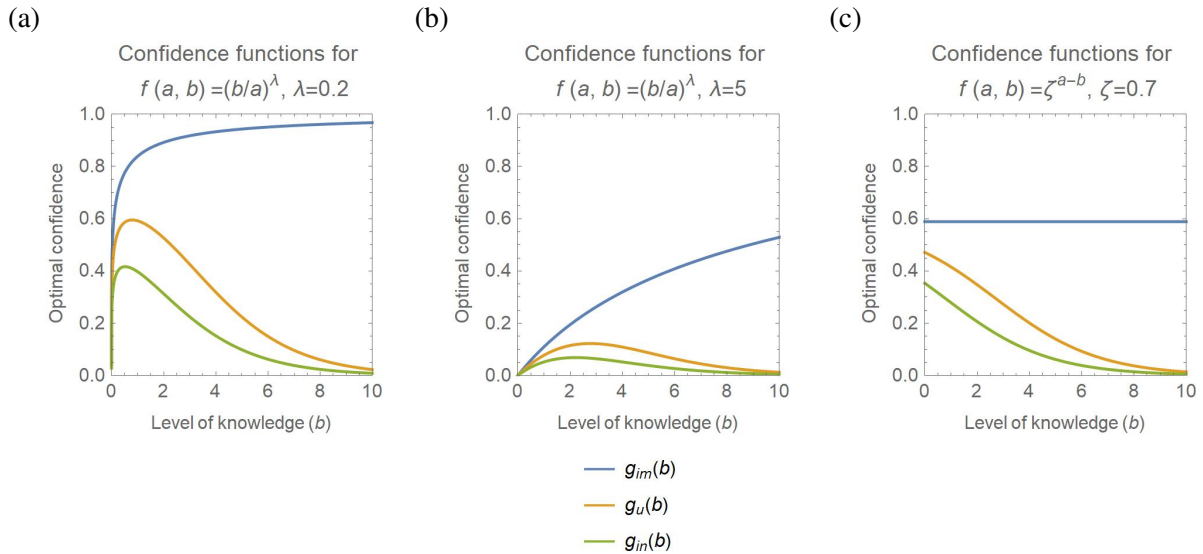 (a)
Confidence functions for
f (a, b) =(b/a)^λ, λ=0.2
Optimal confidence
1.0
0.8
0.6
0.4
0.2
0.0
0 2 4 6 8 10
Level of knowledge (b)
(b)
Confidence functions for
f (a, b) =(b/a)^λ, λ=5
Optimal confidence
1.0
0.8
0.6
0.4
0.2
0.0
0 2 4 6 8 10
Level of knowledge (b)
(c)
Confidence functions for
f (a, b) =ζ^{a−b}, ζ=0.7
Optimal confidence
1.0
0.8
0.6
0.4
0.2
0.0
0 2 4 6 8 10
Level of knowledge (b)
g_{im}(b)
g_u(b)
g_{in}(b)